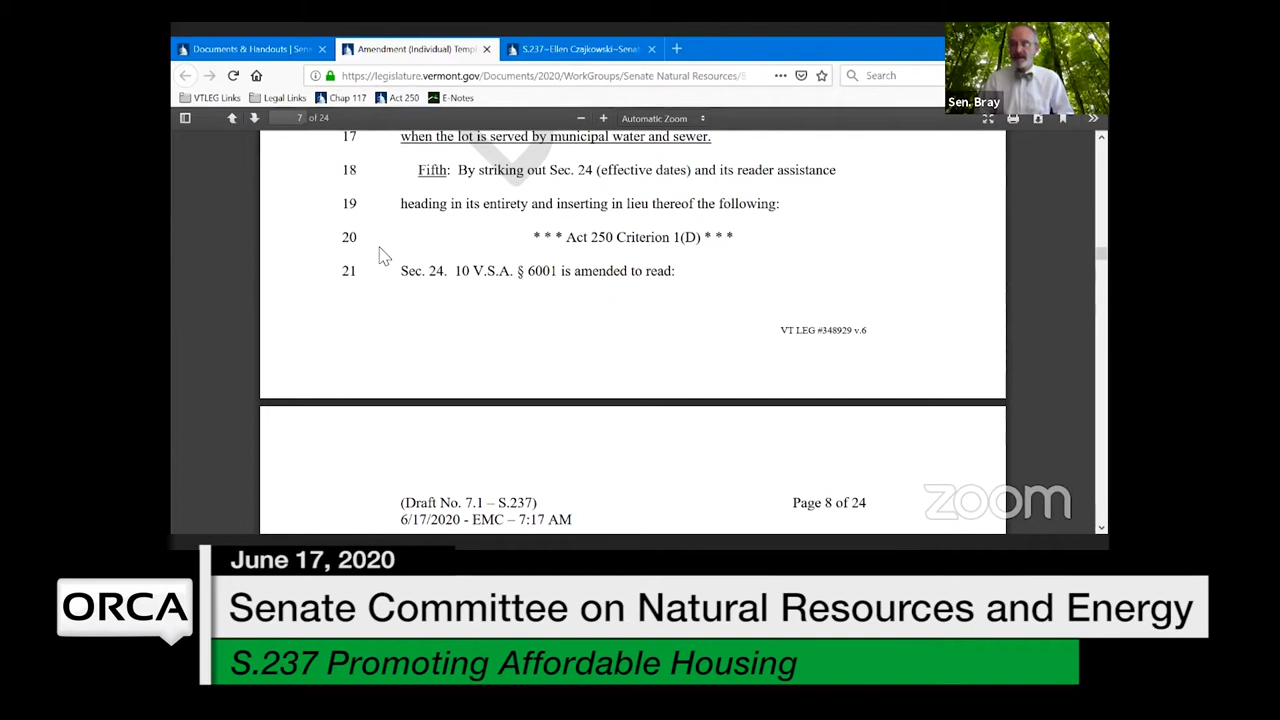 Documents & Handouts | Sen
Amendment (Individual) Templ
S.237~Ellen Czajkowski~Senat
https://legislature.vermont.gov/Documents/2020/WorkGroups/Senate Natural Resources/S
Search
VTLEG Links
Legal Links
Chap 117
Act 250
E-Notes
7 of 24
Automatic Zoom
Sen. Bray
17 when the lot is served by municipal water and sewer.
18 Fifth: By striking out Sec. 24 (effective dates) and its reader assistance
19 heading in its entirety and inserting in lieu thereof the following:
20 * * * Act 250 Criterion 1(D) * * *
21 Sec. 24. 10 V.S.A. § 6001 is amended to read:
VT LEG #348929 v.6
(Draft No. 7.1 – S.237) Page 8 of 24
6/17/2020 - EMC – 7:17 AM
zoom
June 17, 2020
ORCA
Senate Committee on Natural Resources and Energy
S.237 Promoting Affordable Housing